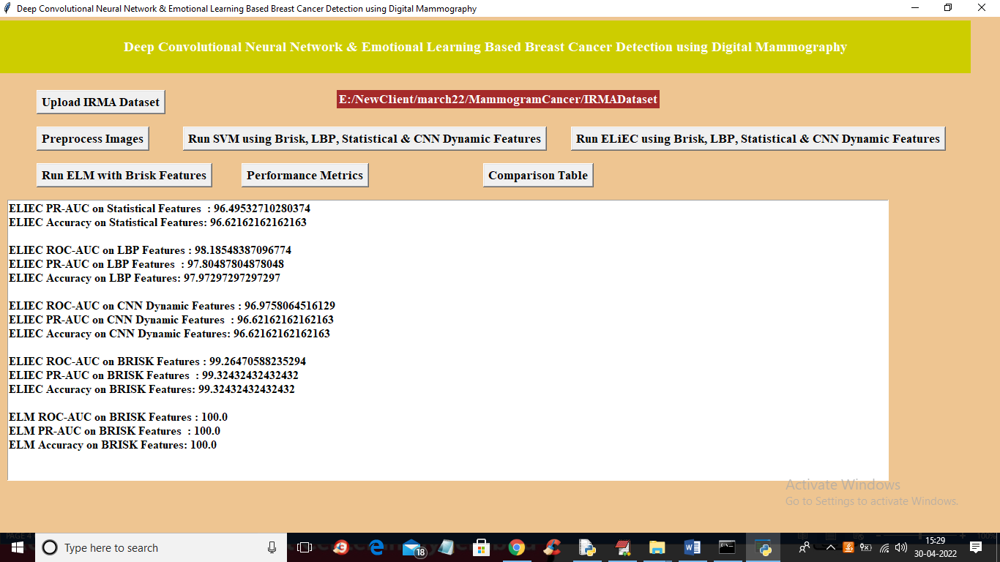 Deep Convolutional Neural Network & Emotional Learning Based Breast Cancer Detection using Digital Mammography
Deep Convolutional Neural Network & Emotional Learning Based Breast Cancer Detection using Digital Mammography
Upload IRMA Dataset
E:/NewClient/march22/MammogramCancer/IRMADataset
Preprocess Images
Run SVM using Brisk, LBP, Statistical & CNN Dynamic Features
Run ELiEC using Brisk, LBP, Statistical & CNN Dynamic Features
Run ELM with Brisk Features
Performance Metrics
Comparison Table
ELIEC PR-AUC on Statistical Features  : 96.49532710280374
ELIEC Accuracy on Statistical Features: 96.62162162162163
ELIEC ROC-AUC on LBP Features : 98.18548387096774
ELIEC PR-AUC on LBP Features  : 97.80487804878048
ELIEC Accuracy on LBP Features: 97.97297297297297
ELIEC ROC-AUC on CNN Dynamic Features : 96.9758064516129
ELIEC PR-AUC on CNN Dynamic Features  : 96.62162162162163
ELIEC Accuracy on CNN Dynamic Features: 96.62162162162163
ELIEC ROC-AUC on BRISK Features : 99.26470588235294
ELIEC PR-AUC on BRISK Features  : 99.32432432432432
ELIEC Accuracy on BRISK Features: 99.32432432432432
ELM ROC-AUC on BRISK Features : 100.0
ELM PR-AUC on BRISK Features  : 100.0
ELM Accuracy on BRISK Features: 100.0
Activate Windows
Go to Settings to activate Windows.
PAGE 4
100%
Type here to search
18
15:29
30-04-2022